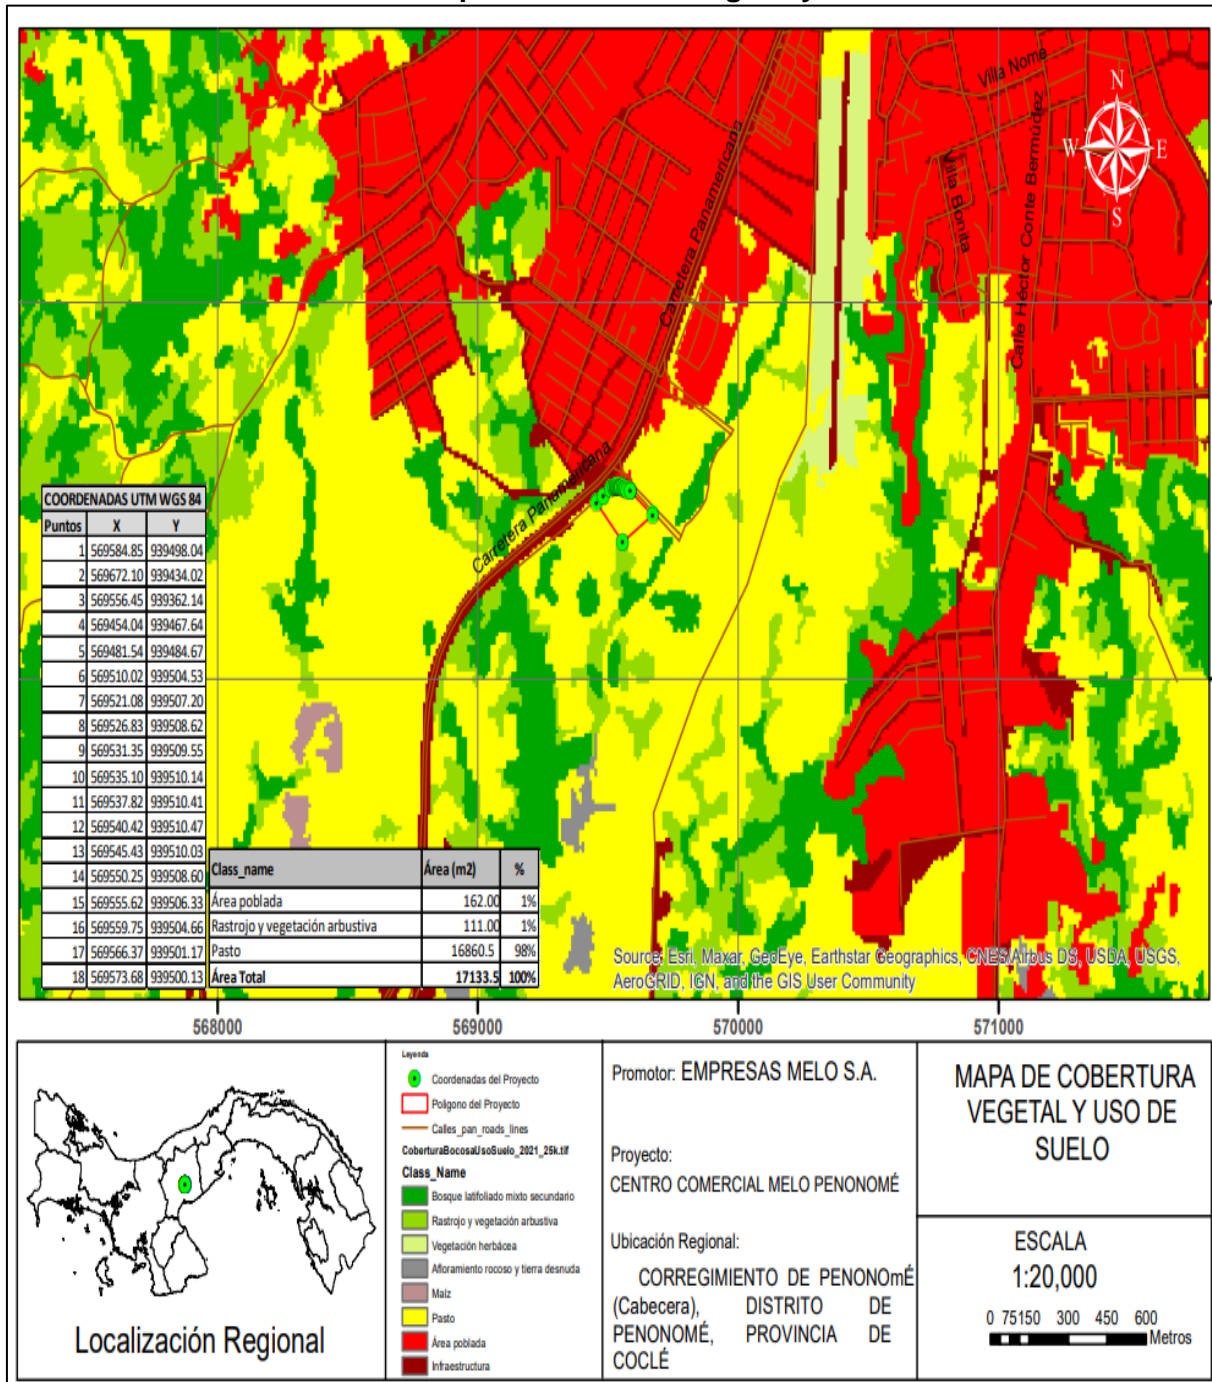 Villa Nome
N
W
E
S
Carretera Panamericana
Villa Bonita
Calle Héctor Conte Bermúdez
Carretera Panamericana
COORDENADAS UTM WGS 84
Puntos X Y
1 569584.85 939498.04
2 569672.10 939434.02
3 569556.45 939362.14
4 569454.04 939467.64
5 569481.54 939484.67
6 569510.02 939504.53
7 569521.08 939507.20
8 569526.83 939508.62
9 569531.35 939509.55
10 569535.10 939510.14
11 569537.82 939510.41
12 569540.42 939510.47
13 569545.43 939510.03
14 569550.25 939508.60
15 569555.62 939506.33
16 569559.75 939504.66
17 569566.37 939501.17
18 569573.68 939500.13
Class_name Área (m2) %
Área poblada 162.00 1%
Rastrojo y vegetación arbustiva 111.00 1%
Pasto 16860.5 98%
Área Total 17133.5 100%
Source: Esri, Maxar, GeoEye, Earthstar Geographics, CNES/Airbus DS, USDA, USGS,
AeroGRID, IGN, and the GIS User Community
568000 569000 570000 571000
Localización Regional
Leyenda
Coordenadas del Proyecto
Poligono del Proyecto
Calles_pan_roads_lines
CoberturaBocosaUsoSuelo_2021_25k.tif
Class_Name
Bosque latifoliado mixto secundario
Rastrojo y vegetación arbustiva
Vegetación herbácea
Afloramiento rocoso y tierra desnuda
Maíz
Pasto
Área poblada
Infraestructura
Promotor: EMPRESAS MELO S.A.
Proyecto:
CENTRO COMERCIAL MELO PENONOMÉ
Ubicación Regional:
CORREGIMIENTO DE PENONOmÉ
(Cabecera), DISTRITO DE
PENONOMÉ, PROVINCIA DE
COCLÉ
MAPA DE COBERTURA
VEGETAL Y USO DE
SUELO
ESCALA
1:20,000
0 75150 300 450 600
Metros